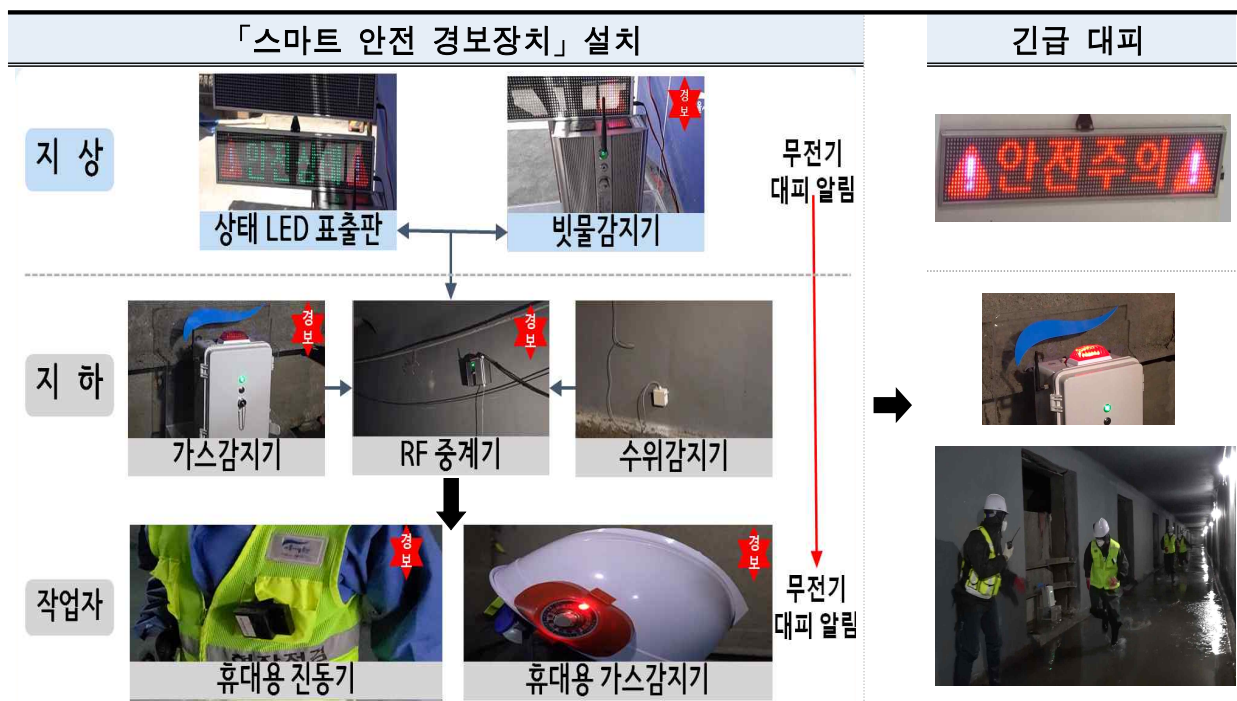 「스마트 안전 경보장치」 설치
긴급 대피
지 상
안전상태
경보
무전기
대피 알림
안전주의
상태 LED 표출판
빗물감지기
지 하
경보
경보
가스감지기
RF 중계기
수위감지기
작업자
경보
경보
무전기
대피 알림
휴대용 진동기
휴대용 가스감지기